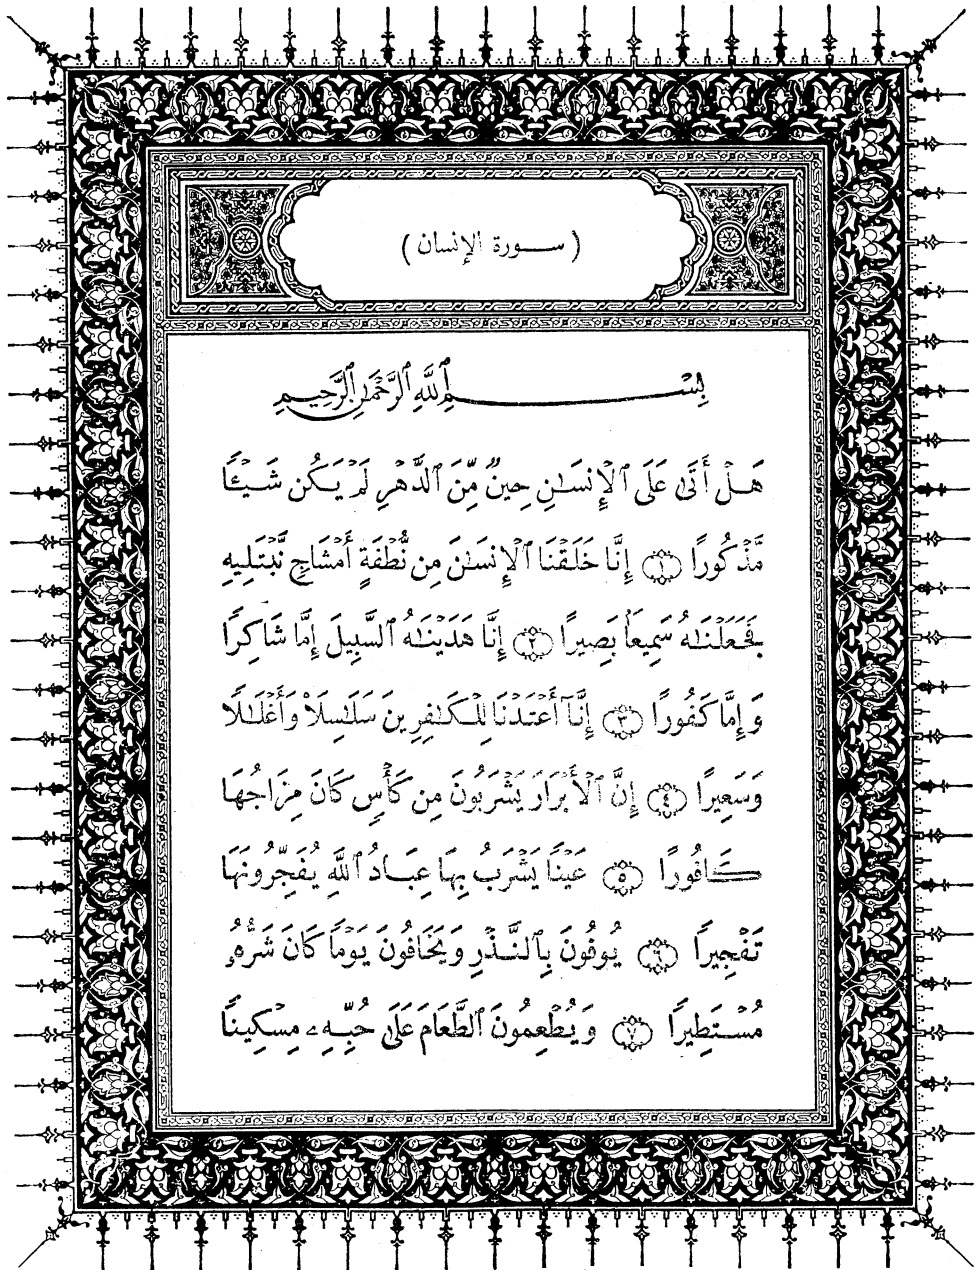 ( سورة الإنسان )
بِسْمِ ٱللَّهِ ٱلرَّحْمَٰنِ ٱلرَّحِيمِ
هَلْ أَتَىٰ عَلَى ٱلْإِنسَٰنِ حِينٌ مِّنَ ٱلدَّهْرِ لَمْ يَكُن شَيْـًٔا
مَّذْكُورًا ١ إِنَّا خَلَقْنَا ٱلْإِنسَٰنَ مِن نُّطْفَةٍ أَمْشَاجٍ نَّبْتَلِيهِ
فَجَعَلْنَٰهُ سَمِيعًا بَصِيرًا ٢ إِنَّا هَدَيْنَٰهُ ٱلسَّبِيلَ إِمَّا شَاكِرًا
وَإِمَّا كَفُورًا ٣ إِنَّآ أَعْتَدْنَا لِلْكَٰفِرِينَ سَلَٰسِلَا۟ وَأَغْلَٰلًا
وَسَعِيرًا ٤ إِنَّ ٱلْأَبْرَارَ يَشْرَبُونَ مِن كَأْسٍ كَانَ مِزَاجُهَا
كَافُورًا ٥ عَيْنًا يَشْرَبُ بِهَا عِبَادُ ٱللَّهِ يُفَجِّرُونَهَا
تَفْجِيرًا ٦ يُوفُونَ بِٱلنَّذْرِ وَيَخَافُونَ يَوْمًا كَانَ شَرُّهُۥ
مُسْتَطِيرًا ٧ وَيُطْعِمُونَ ٱلطَّعَامَ عَلَىٰ حُبِّهِۦ مِسْكِينًا